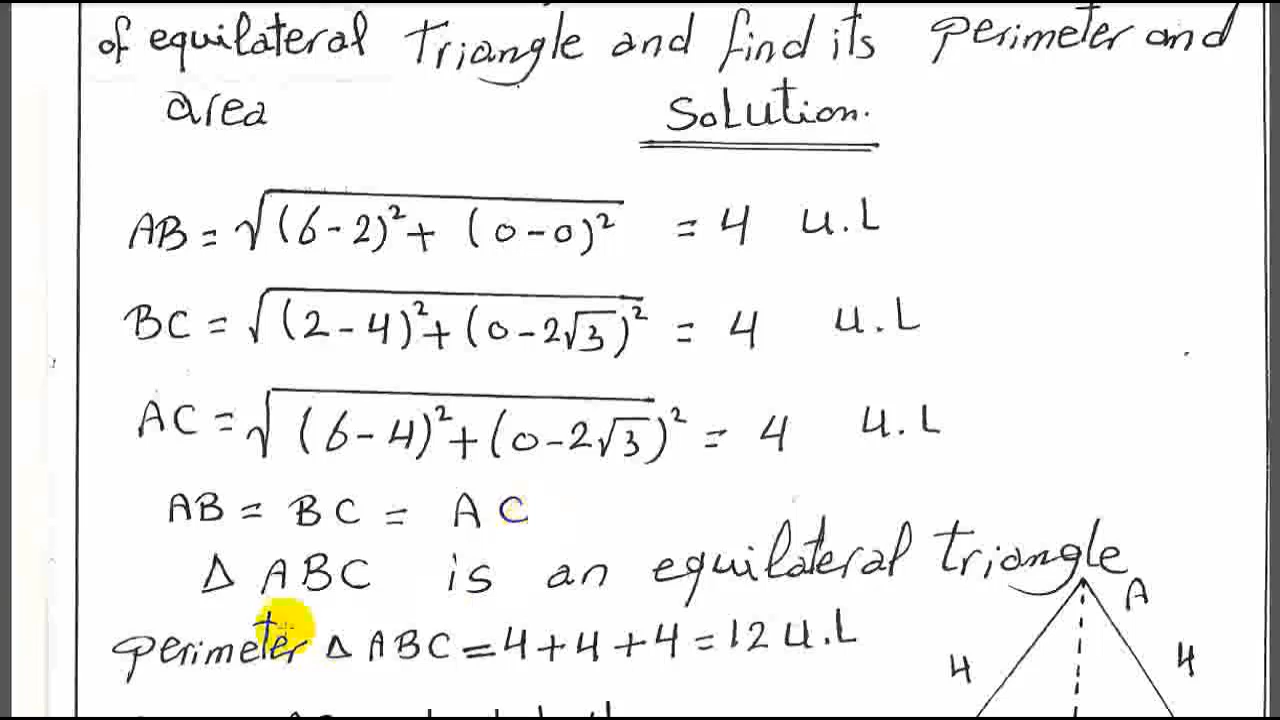 of equilateral triangle and find its perimeter and
area
Solution.
AB = √(6-2)² + (0-0)² = 4 u.L
BC = √(2-4)² + (0-2√3)² = 4 u.L
AC = √(6-4)² + (0-2√3)² = 4 u.L
AB = BC = AC
Δ ABC is an equilateral triangle
A
perimeter Δ ABC = 4+4+4 = 12 u.L
4 4